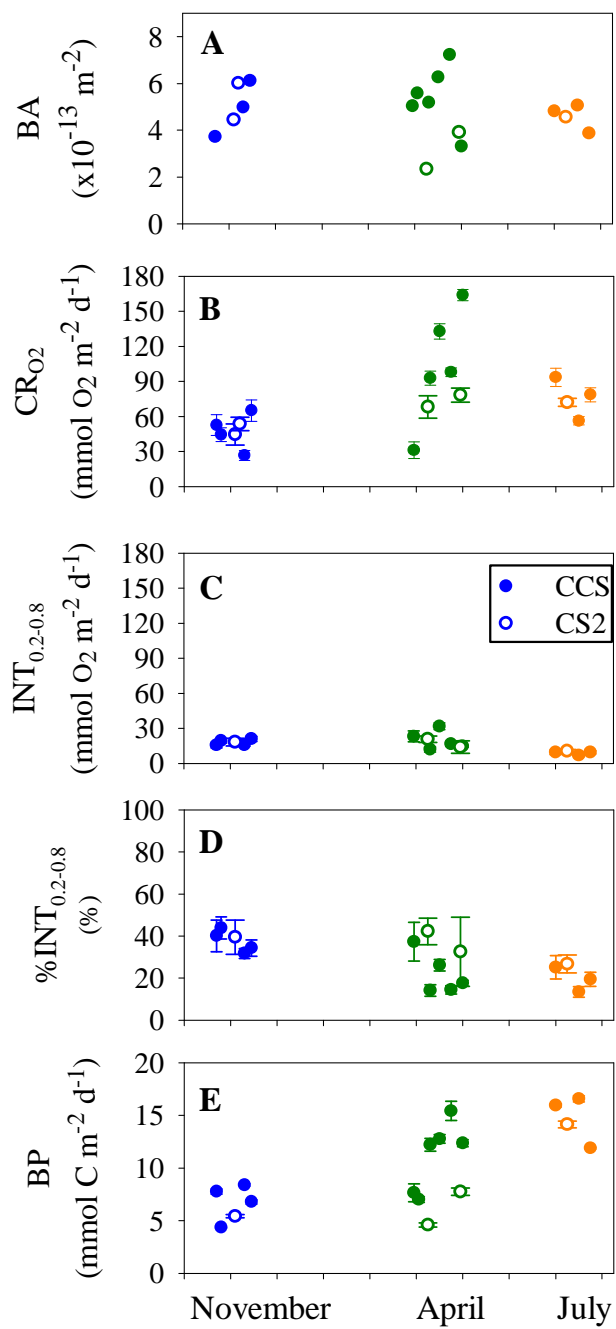 A
BA
(x10⁻¹³ m⁻²)
8
6
4
2
0
B
CR_O2
(mmol O₂ m⁻² d⁻¹)
180
150
120
90
60
30
0
C
INT_0.2-0.8
(mmol O₂ m⁻² d⁻¹)
180
150
120
90
60
30
0
CCS
CS2
D
%INT_0.2-0.8
(%)
100
80
60
40
20
0
E
BP
(mmol C m⁻² d⁻¹)
20
15
10
5
0
November April July